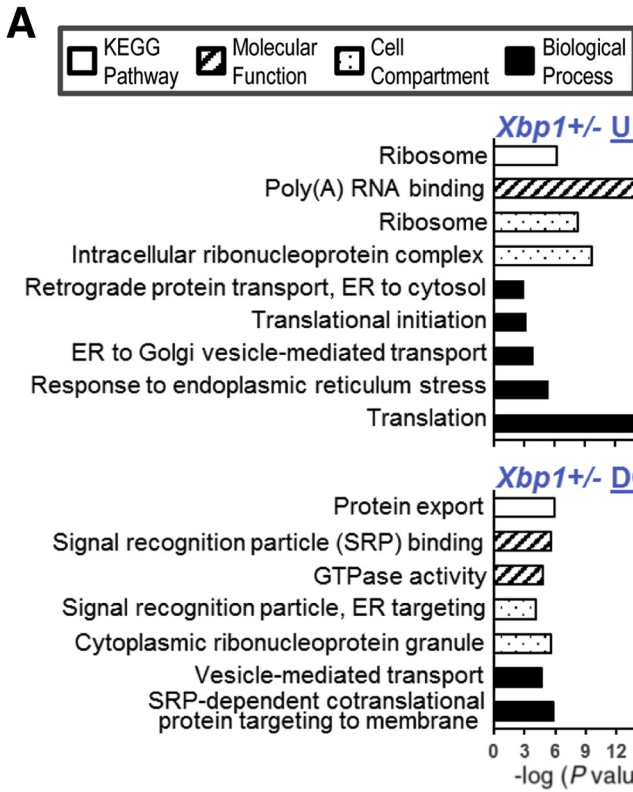 A
KEGG Pathway
Molecular Function
Cell Compartment
Biological Process
Xbp1+/- U
Ribosome
Poly(A) RNA binding
Ribosome
Intracellular ribonucleoprotein complex
Retrograde protein transport, ER to cytosol
Translational initiation
ER to Golgi vesicle-mediated transport
Response to endoplasmic reticulum stress
Translation
Xbp1+/- D
Protein export
Signal recognition particle (SRP) binding
GTPase activity
Signal recognition particle, ER targeting
Cytoplasmic ribonucleoprotein granule
Vesicle-mediated transport
SRP-dependent cotranslational
protein targeting to membrane
0 3 6 9 12
-log (P valu